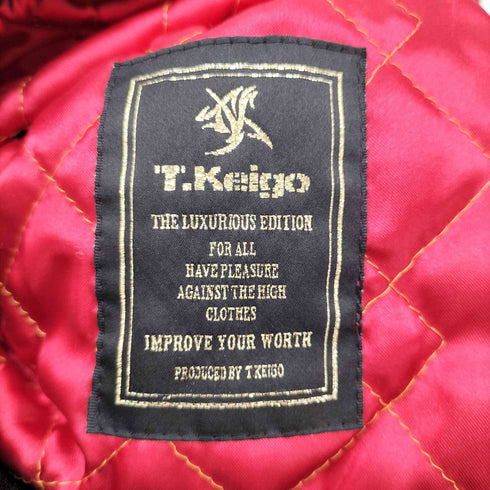 T.Keigo
THE LUXURIOUS EDITION
FOR ALL
HAVE PLEASURE
AGAINST THE HIGH
CLOTHES
IMPROVE YOUR WORTH
PRODUCED BY T.KEIGO